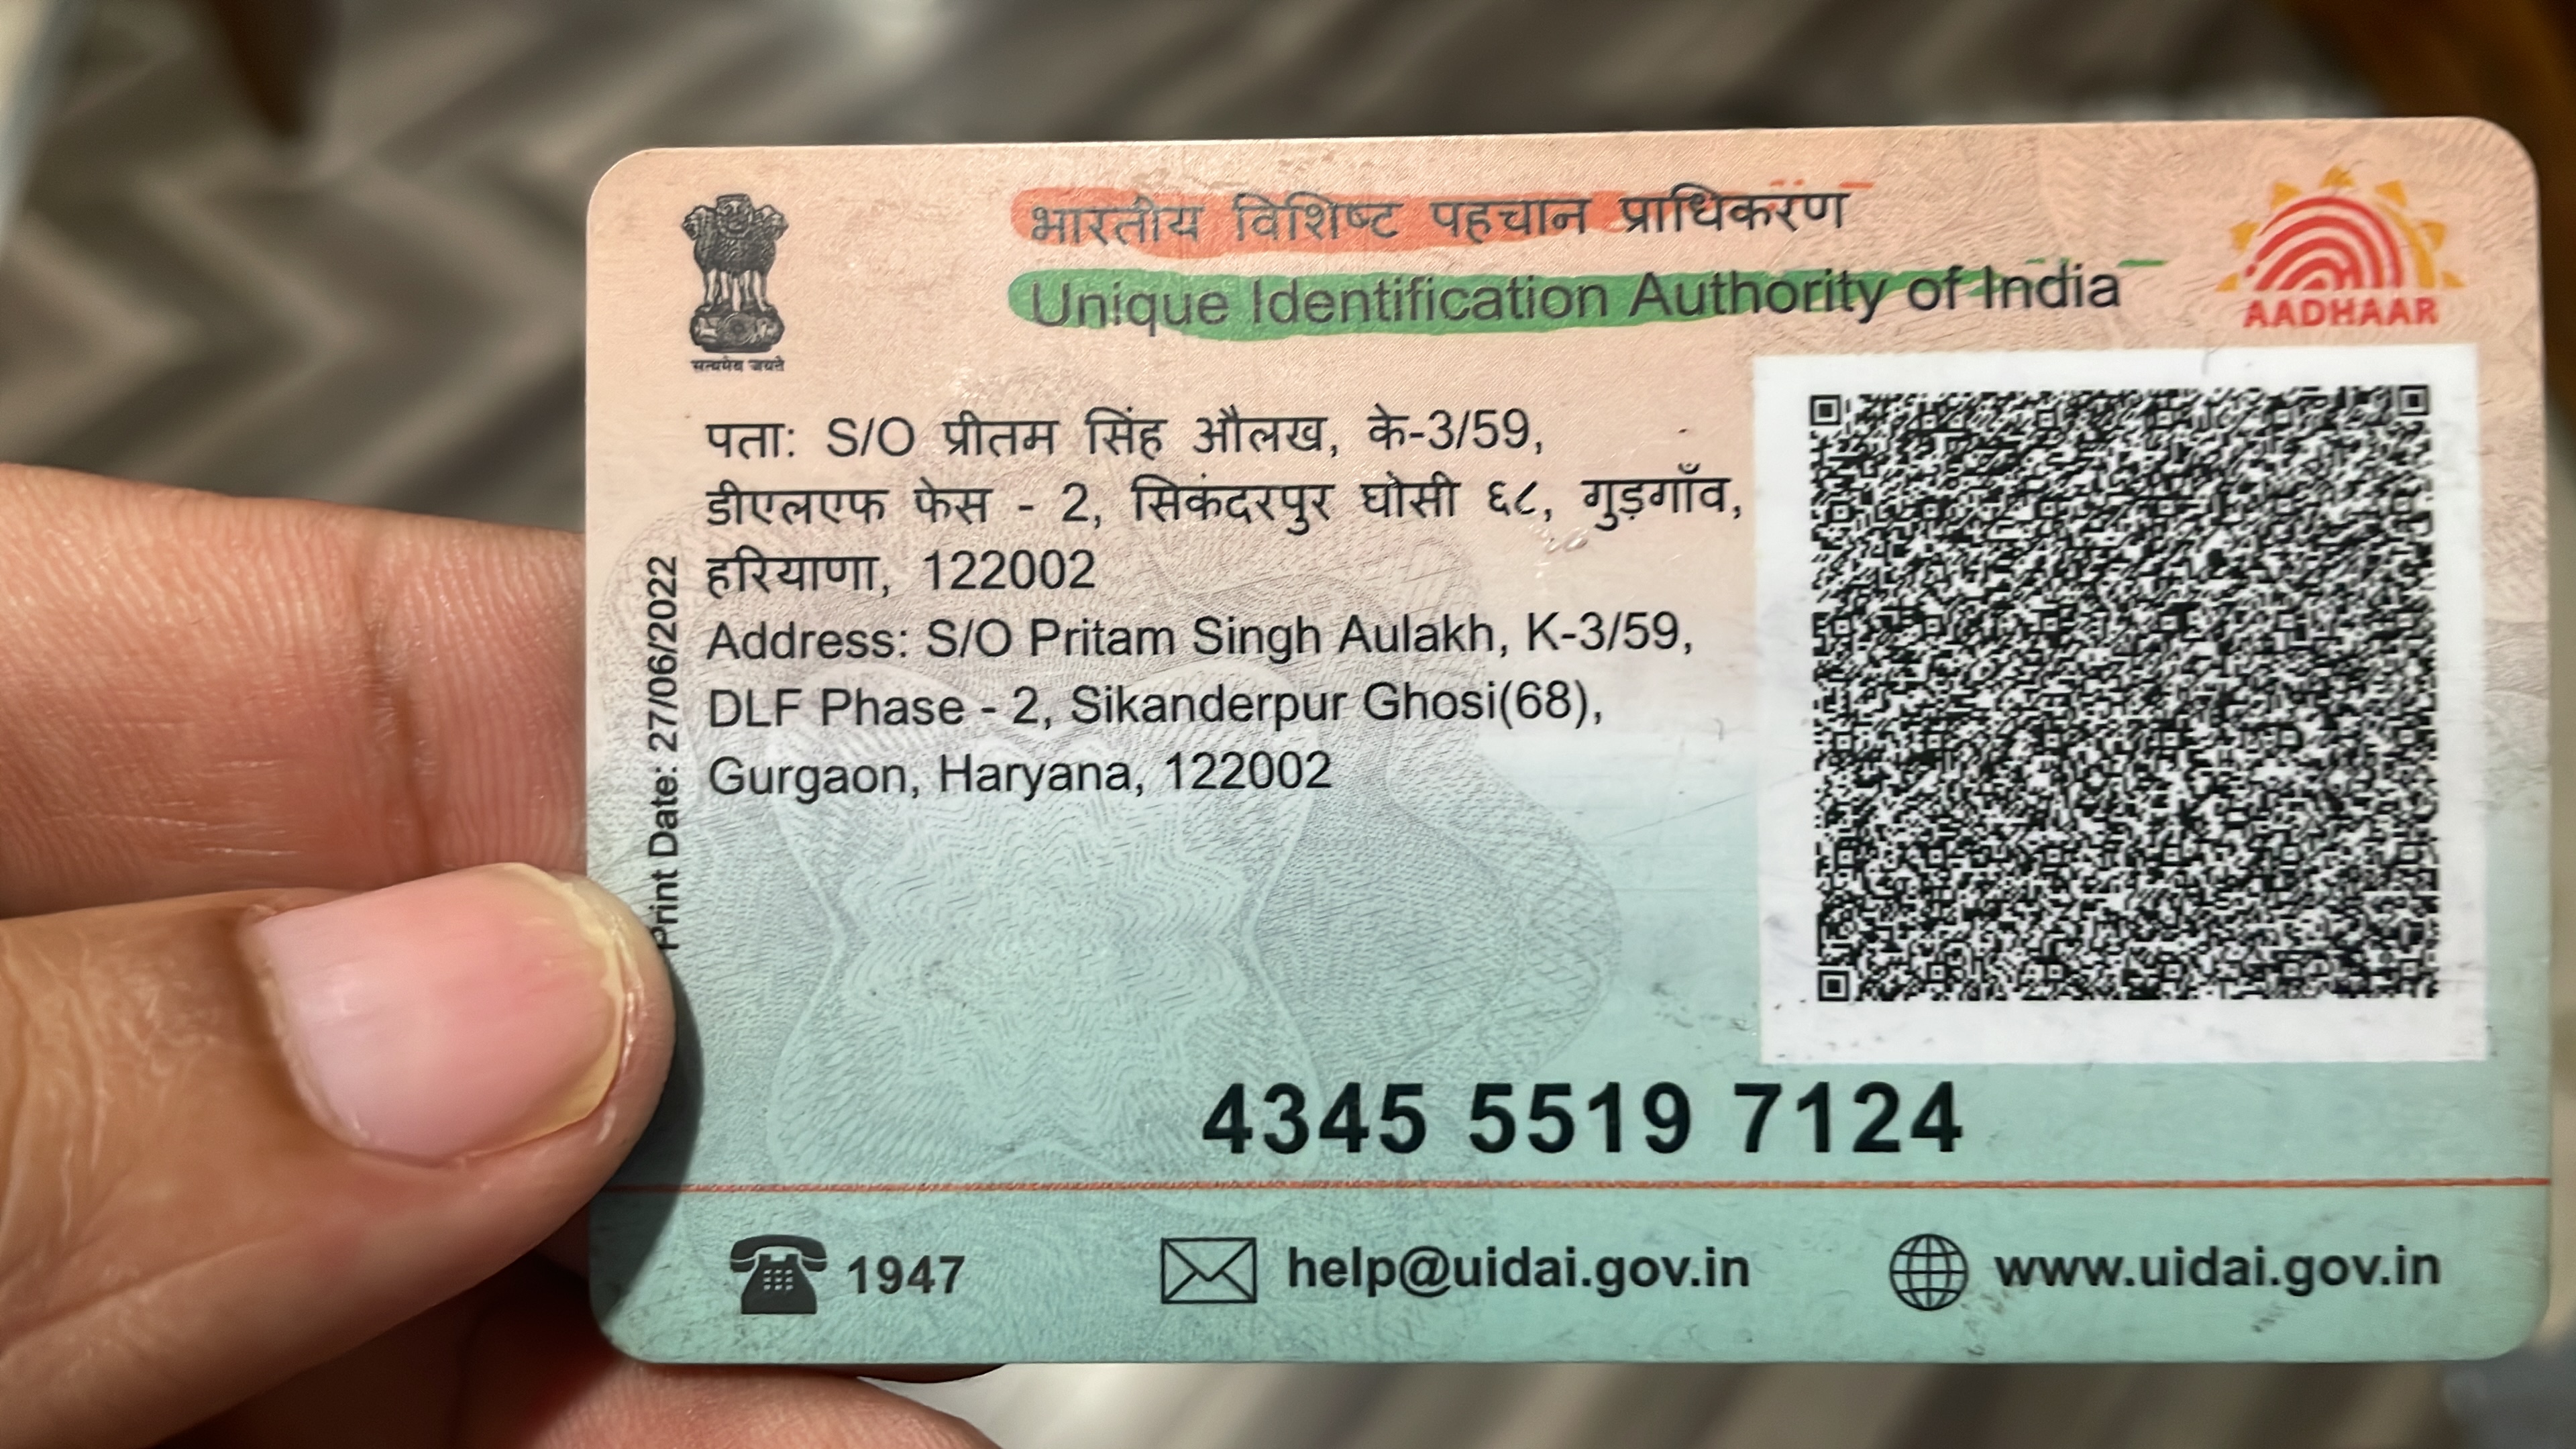 भारतीय विशिष्ट पहचान प्राधिकरण
Unique Identification Authority of India
AADHAAR
सत्यमेव जयते
पता: S/O प्रीतम सिंह औलख, के-3/59,
डीएलएफ फेस - 2, सिकंदरपुर घोसी ६८, गुड़गाँव,
हरियाणा, 122002
Address: S/O Pritam Singh Aulakh, K-3/59,
DLF Phase - 2, Sikanderpur Ghosi(68),
Gurgaon, Haryana, 122002
Print Date: 27/06/2022
4345 5519 7124
1947
help@uidai.gov.in
www.uidai.gov.in